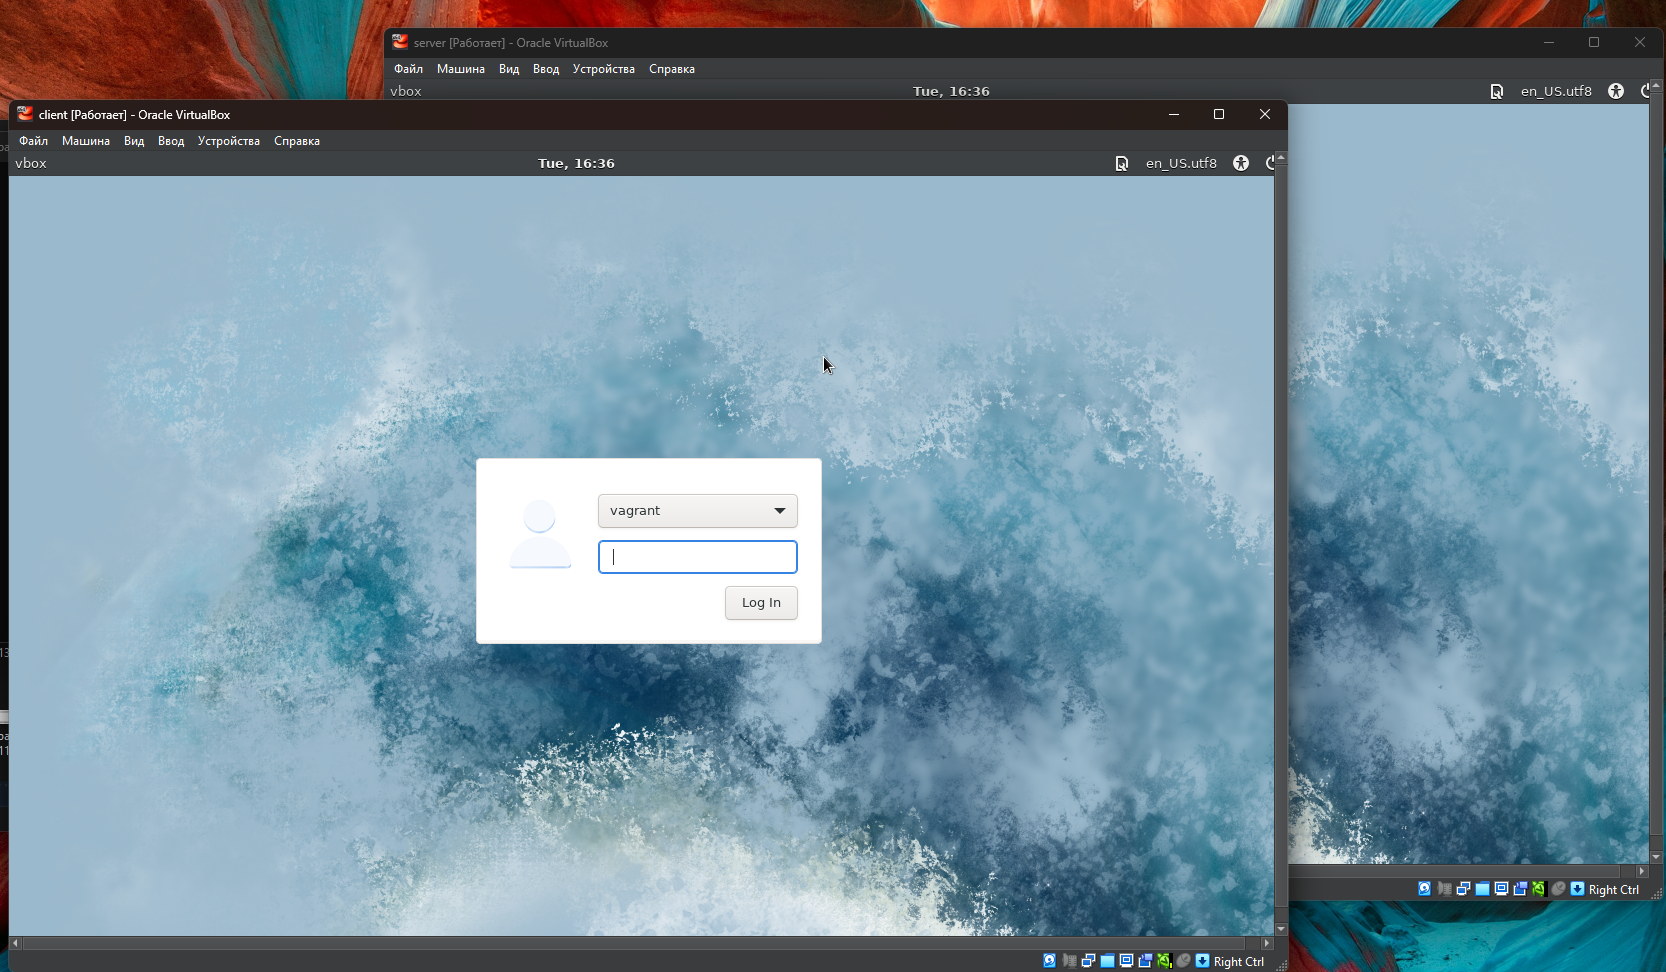 server [Работает] - Oracle VirtualBox
Файл Машина Вид Ввод Устройства Справка
vbox Tue, 16:36 en_US.utf8
client [Работает] - Oracle VirtualBox
Файл Машина Вид Ввод Устройства Справка
vbox Tue, 16:36 en_US.utf8
vagrant
Log In
Right Ctrl
Right Ctrl